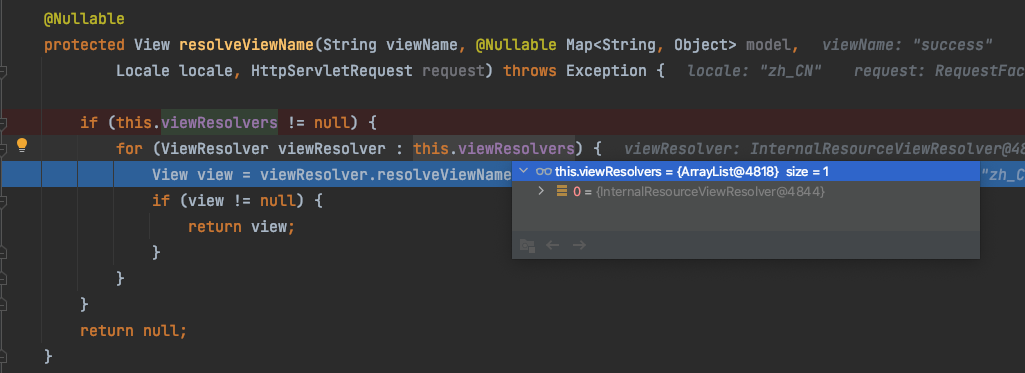 @Nullable
protected View resolveViewName(String viewName, @Nullable Map<String, Object> model,   viewName: "success"
        Locale locale, HttpServletRequest request) throws Exception {   locale: "zh_CN"    request: RequestFac
    if (this.viewResolvers != null) {
        for (ViewResolver viewResolver : this.viewResolvers) {   viewResolver: InternalResourceViewResolver@48
            View view = viewResolver.resolveViewName
"zh_C
this.viewResolvers = {ArrayList@4818}  size = 1
0 = {InternalResourceViewResolver@4844}
            if (view != null) {
                return view;
            }
        }
    }
    return null;
}